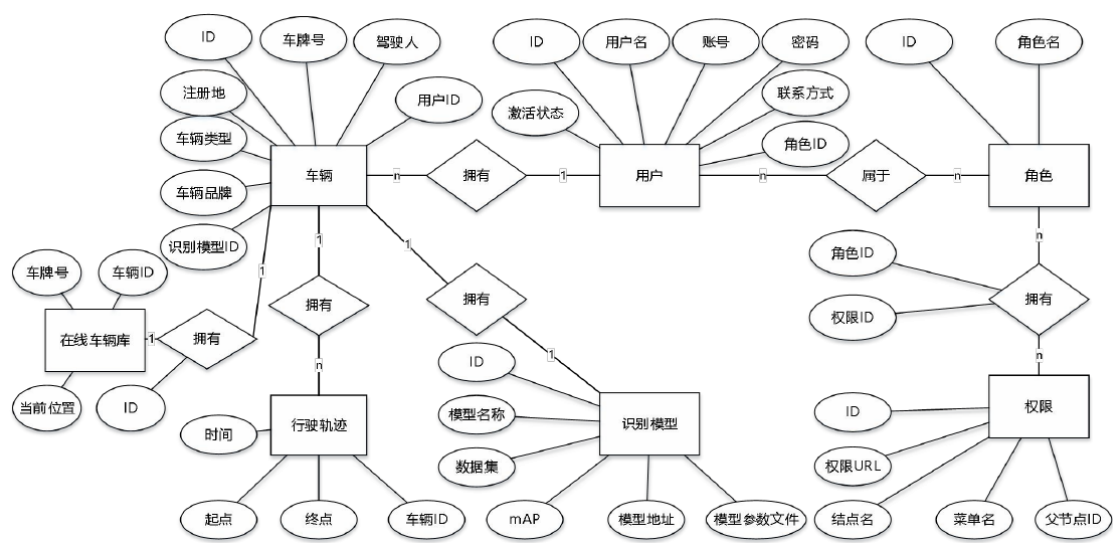 ID
车牌号
驾驶人
ID
用户名
账号
密码
ID
角色名
注册地
用户ID
激活状态
联系方式
车辆类型
角色ID
车辆
n
拥有
1
用户
n
属于
n
角色
车辆品牌
识别模型ID
1
1
1
n
角色ID
车牌号
车辆ID
拥有
拥有
拥有
权限ID
在线车辆库
1
拥有
1
n
n
ID
当前位置
ID
时间
行驶轨迹
模型名称
识别模型
ID
权限
数据集
权限URL
起点
终点
车辆ID
mAP
模型地址
模型参数文件
结点名
菜单名
父节点ID